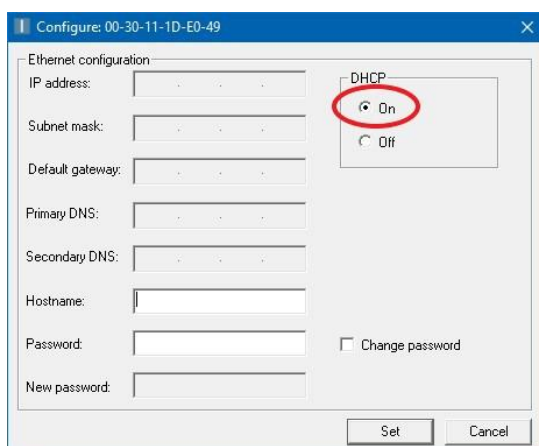 Configure: 00-30-11-1D-E0-49
Ethernet configuration
IP address:
DHCP
On
Subnet mask:
Off
Default gateway:
Primary DNS:
Secondary DNS:
Hostname:
Password:
Change password
New password:
Set
Cancel